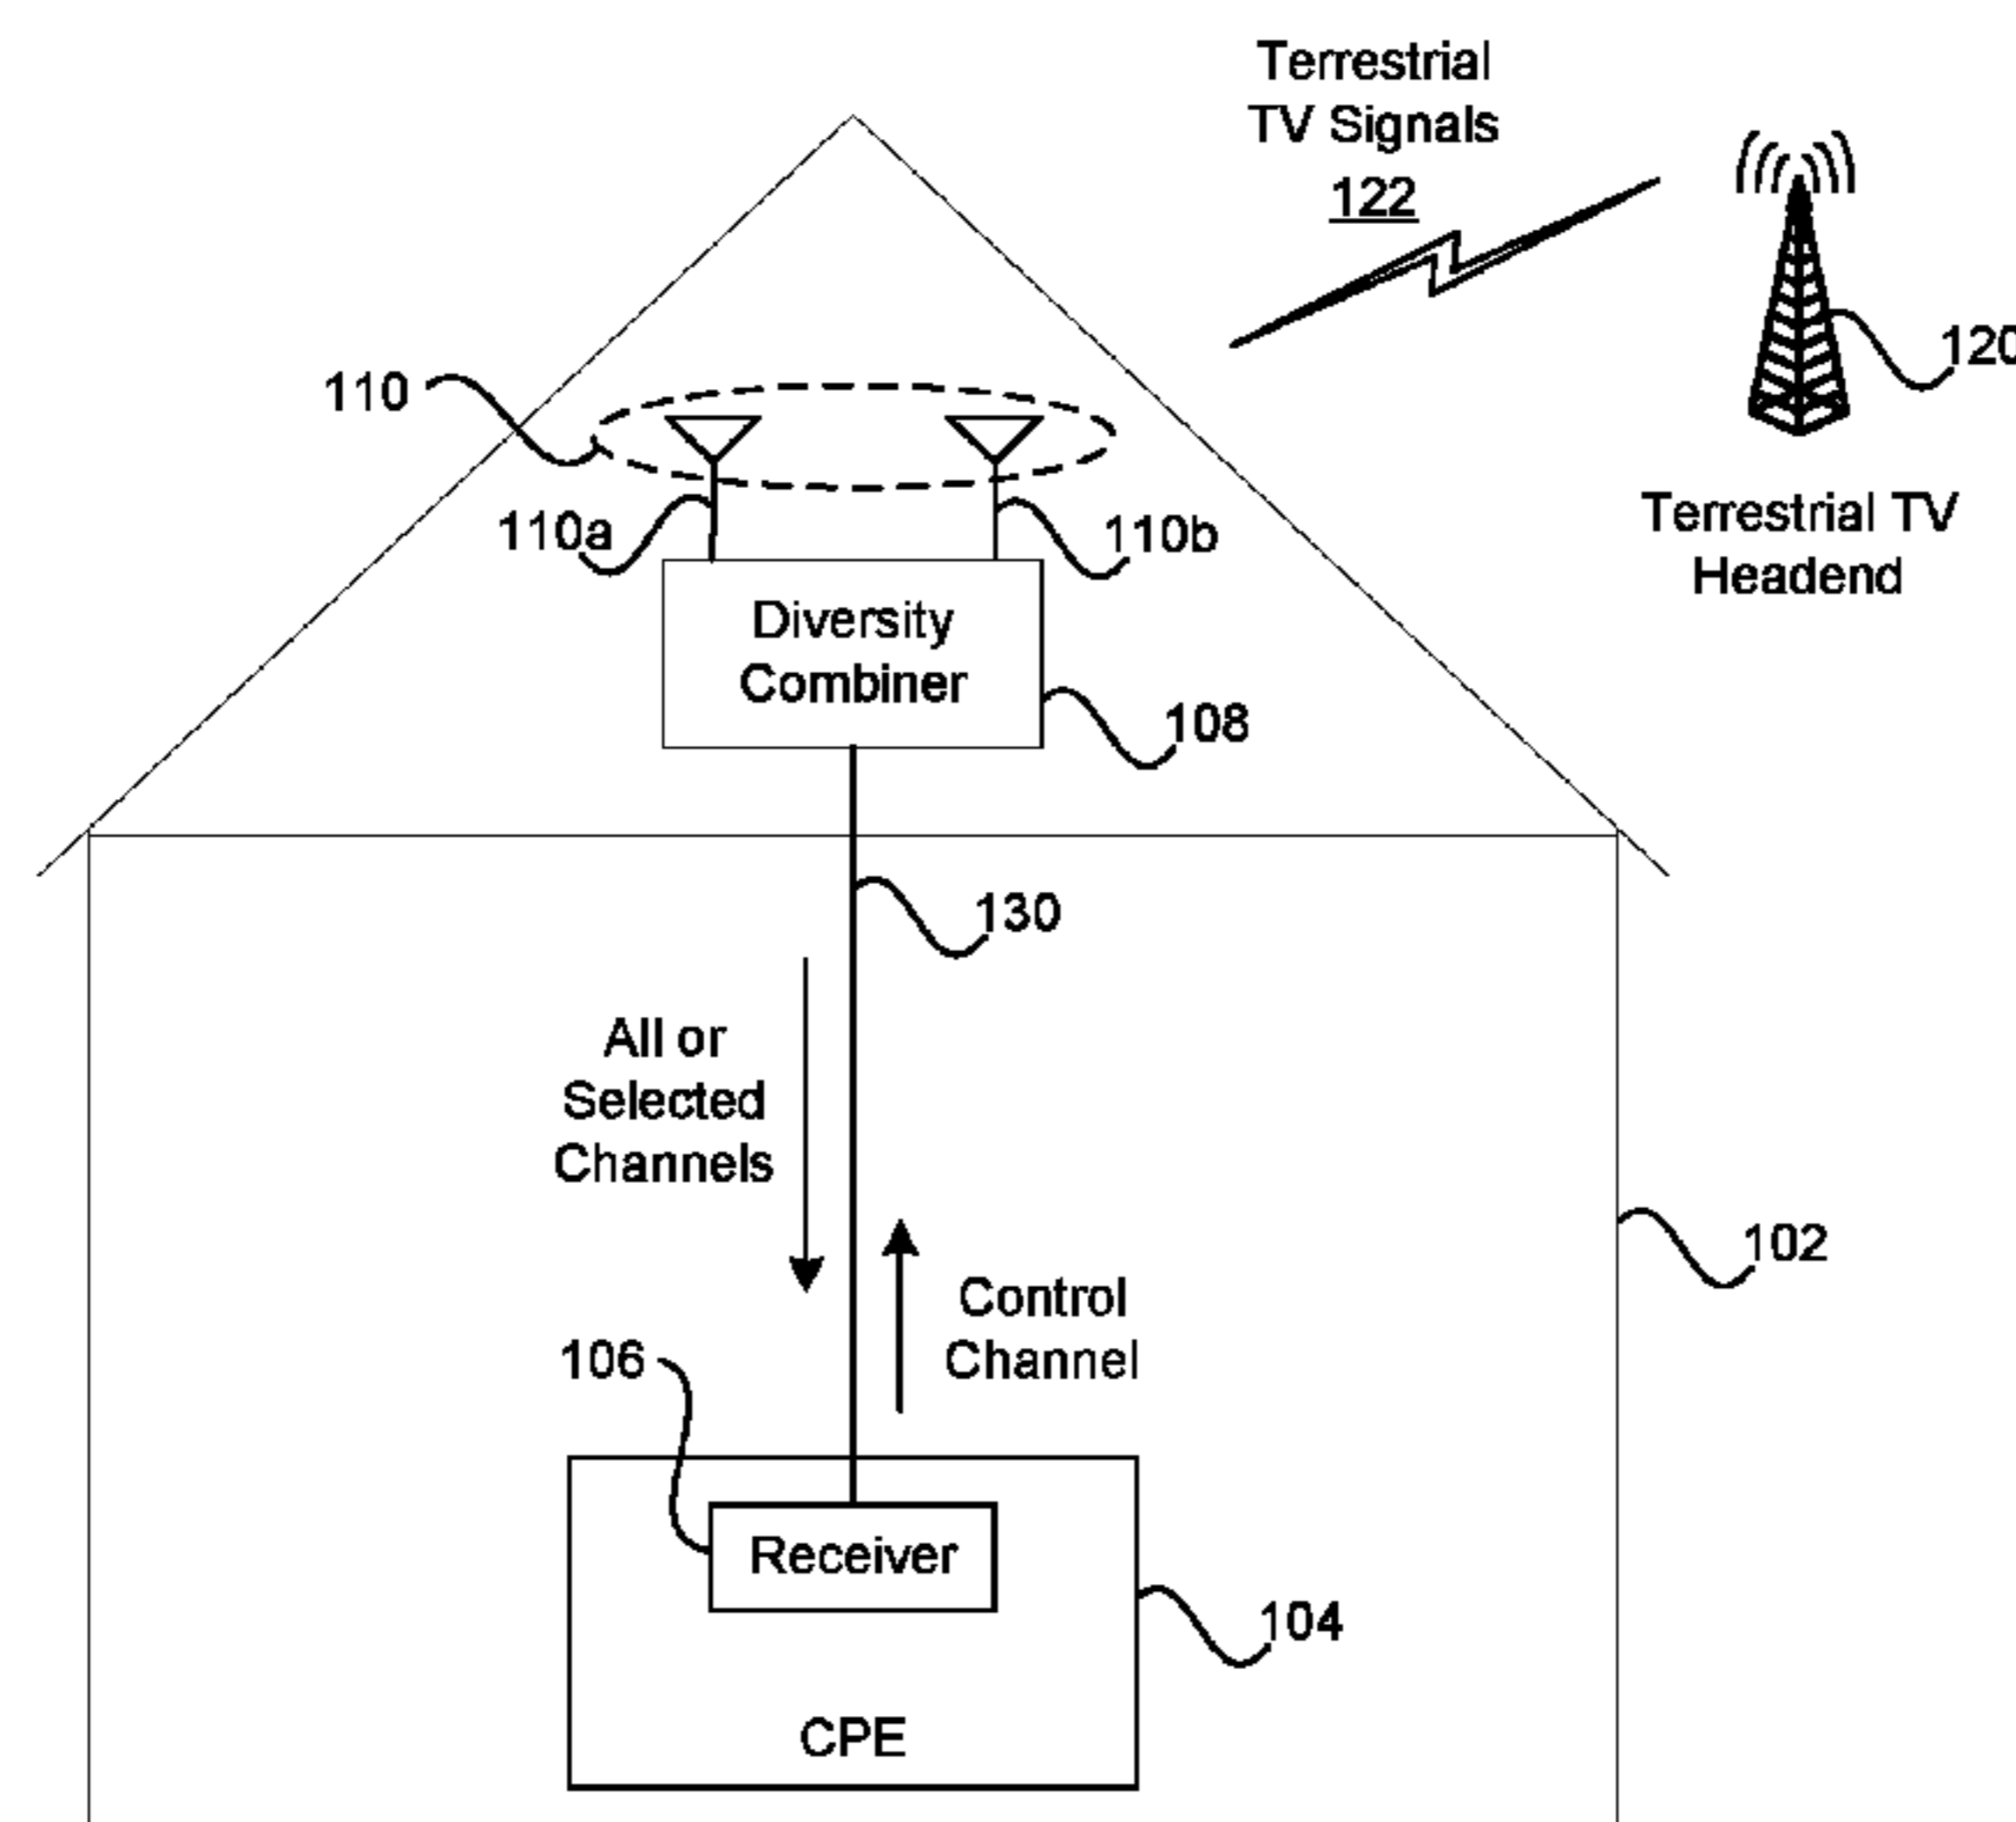 Terrestrial
TV Signals
122
120
Terrestrial TV
Headend
110
110a
110b
Diversity
Combiner
108
130
All or
Selected
Channels
102
Control
Channel
106
Receiver
104
CPE